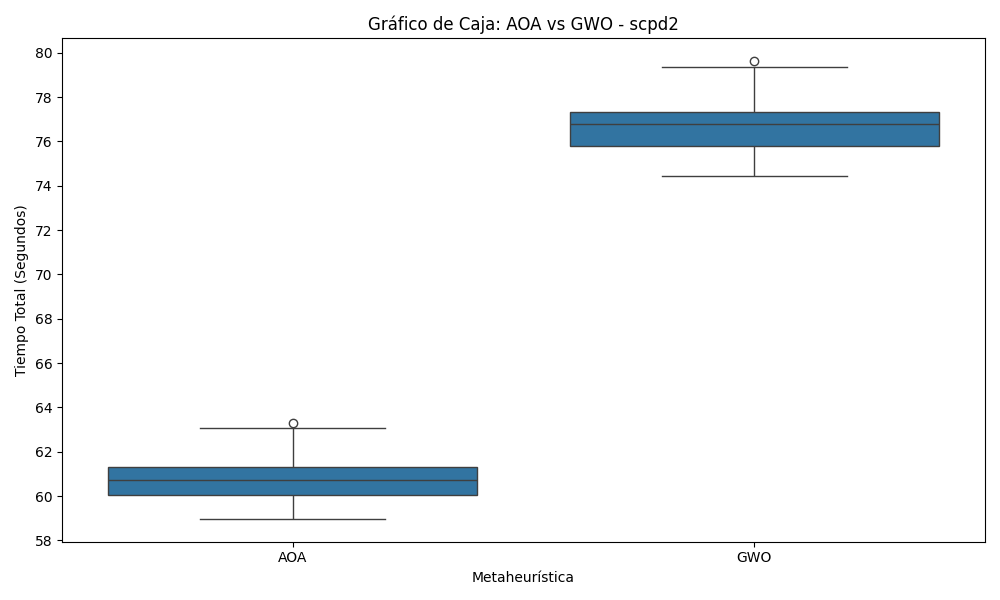 Gráfico de Caja: AOA vs GWO - scpd2
Tiempo Total (Segundos)
80
78
76
74
72
70
68
66
64
62
60
58
AOA
GWO
Metaheurística